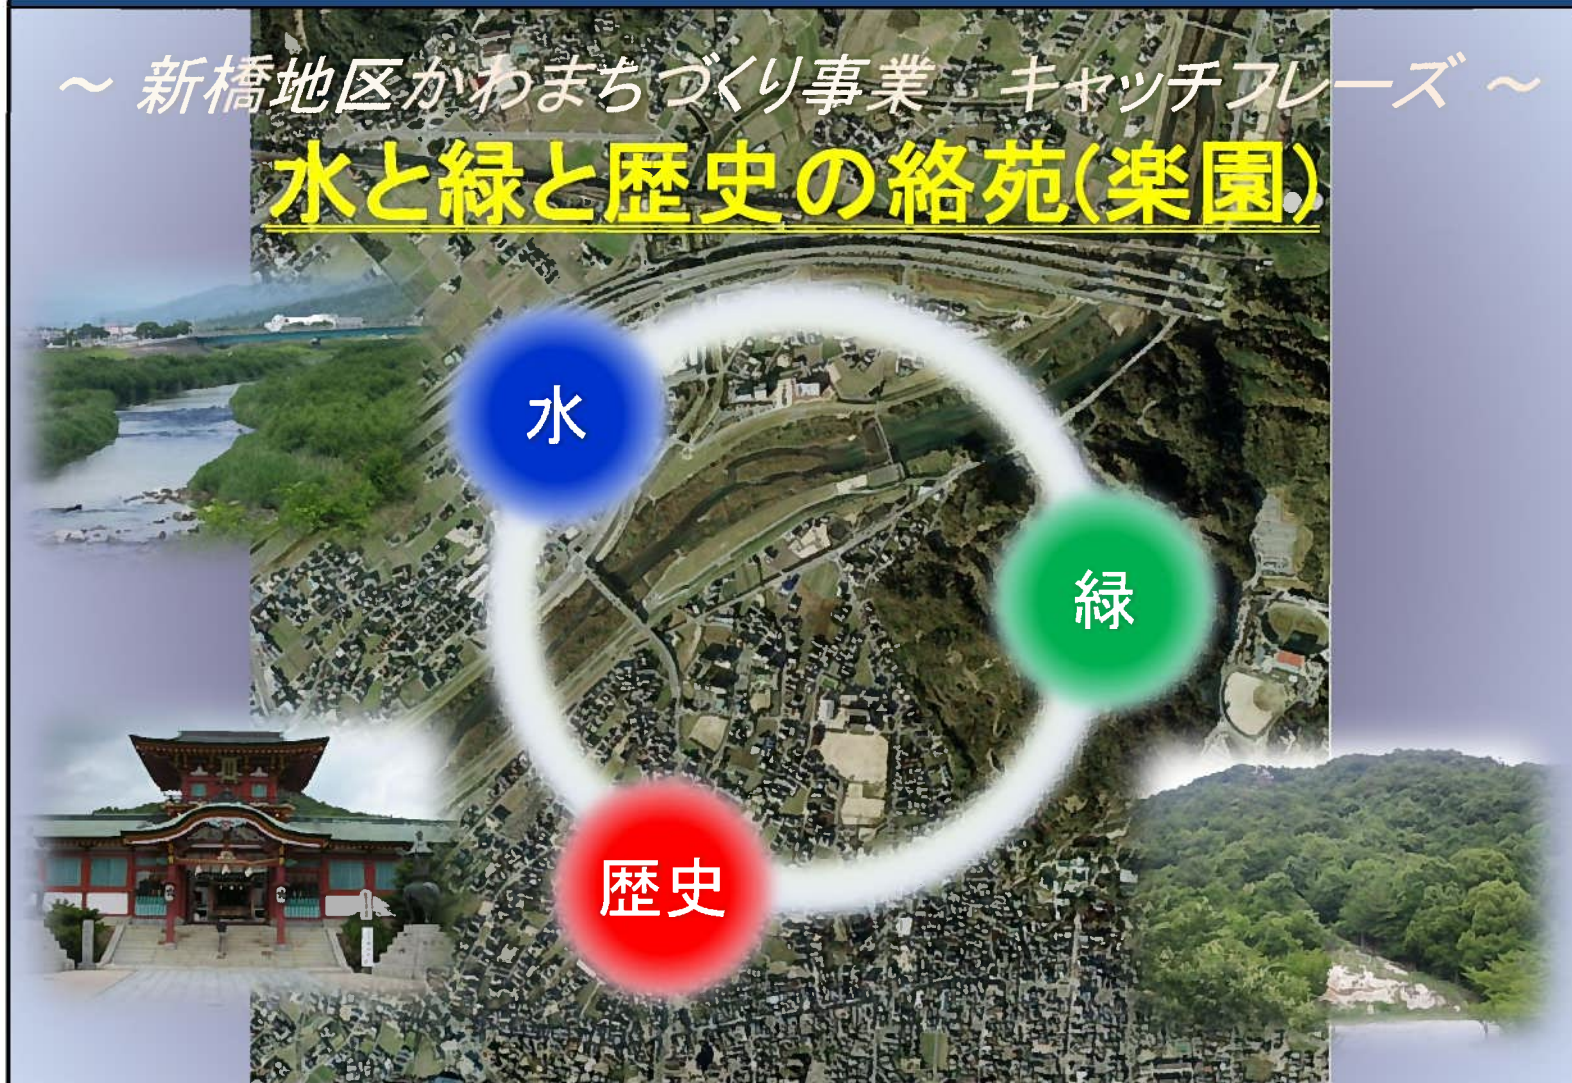 ～ 新橋地区かわまちづくり事業　キャッチフレーズ ～
水と緑と歴史の絡苑(楽園)
水
緑
歴史